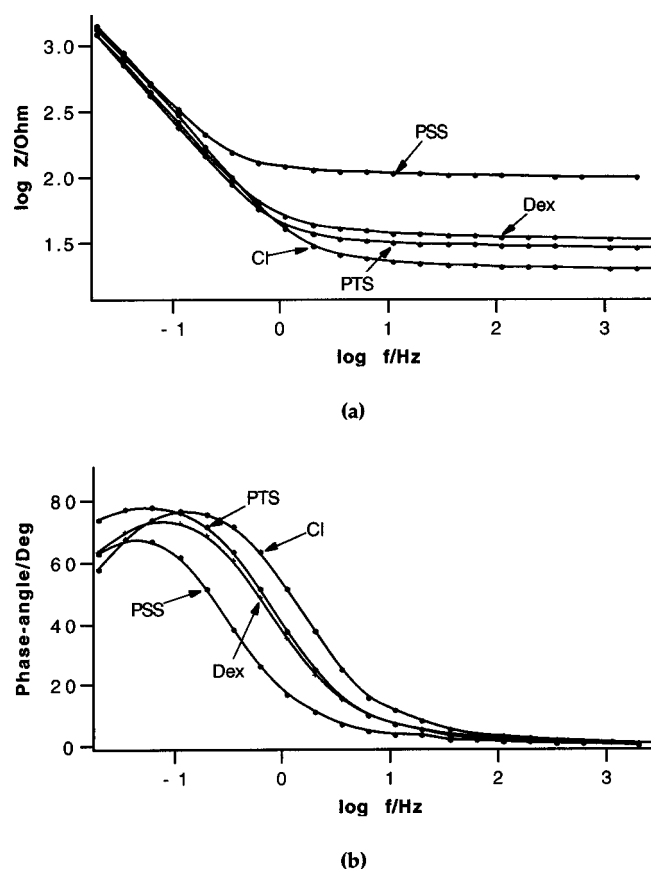 log Z/Ohm
3.0
2.5
2.0
1.5
PSS
Dex
Cl
PTS
- 1 0 1 2 3
log f/Hz
(a)
Phase-angle/Deg
80
60
40
20
0
PTS
Cl
PSS
Dex
- 1 0 1 2 3
log f/Hz
(b)